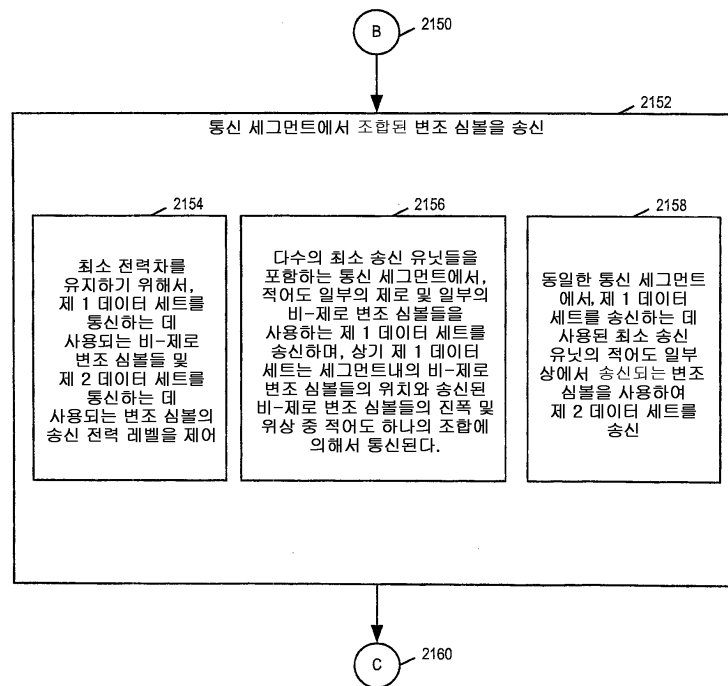 B
2150
2152
통신 세그먼트에서 조합된 변조 심볼을 송신
2154
최소 전력차를
유지하기 위해서,
제 1 데이터 세트를
통신하는 데
사용되는 비-제로
변조 심볼들 및
제 2 데이터 세트를
통신하는 데
사용되는 변조 심볼의
송신 전력 레벨을 제어
2156
다수의 최소 송신 유닛들을
포함하는 통신 세그먼트에서,
적어도 일부의 제로 및 일부의
비-제로 변조 심볼들을
사용하는 제 1 데이터 세트를
송신하며, 상기 제 1 데이터
세트는 세그먼트내의 비-제로
변조 심볼들의 위치와 송신된
비-제로 변조 심볼들의 진폭 및
위상 중 적어도 하나의 조합에
의해서 통신된다.
2158
동일한 통신 세그먼트
에서, 제 1 데이터
세트를 송신하는 데
사용된 최소 송신
유닛의 적어도 일부
상에서 송신되는 변조
심볼을 사용하여
제 2 데이터 세트를
송신
C
2160